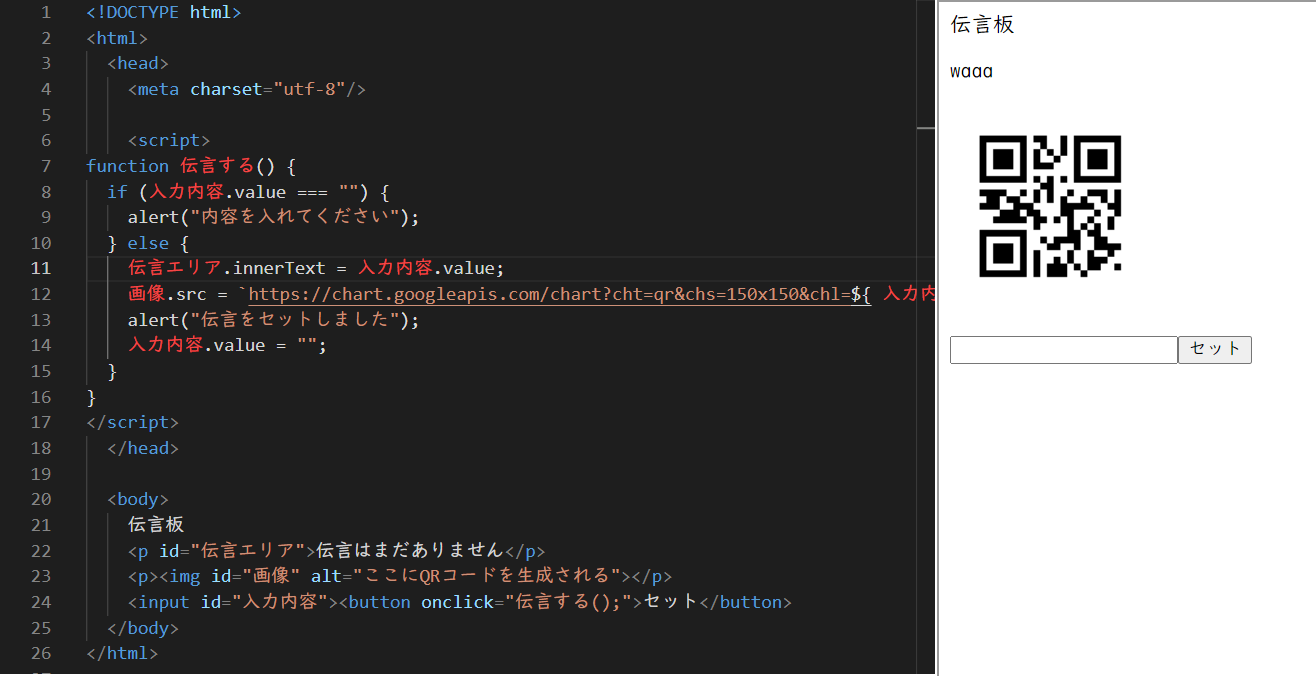 1 <!DOCTYPE html>
2 <html>
3 <head>
4 <meta charset="utf-8"/>
5
6 <script>
7 function 伝言する() {
8 if (入力内容.value === "") {
9 alert("内容を入れてください");
10 } else {
11 伝言エリア.innerText = 入力内容.value;
12 画像.src = `https://chart.googleapis.com/chart?cht=qr&chs=150x150&chl=${ 入力内
13 alert("伝言をセットしました");
14 入力内容.value = "";
15 }
16 }
17 </script>
18 </head>
19
20 <body>
21 伝言板
22 <p id="伝言エリア">伝言はまだありません</p>
23 <p><img id="画像" alt="ここにQRコードを生成される"></p>
24 <input id="入力内容"><button onclick="伝言する();">セット</button>
25 </body>
26 </html>
伝言板
waaa
セット